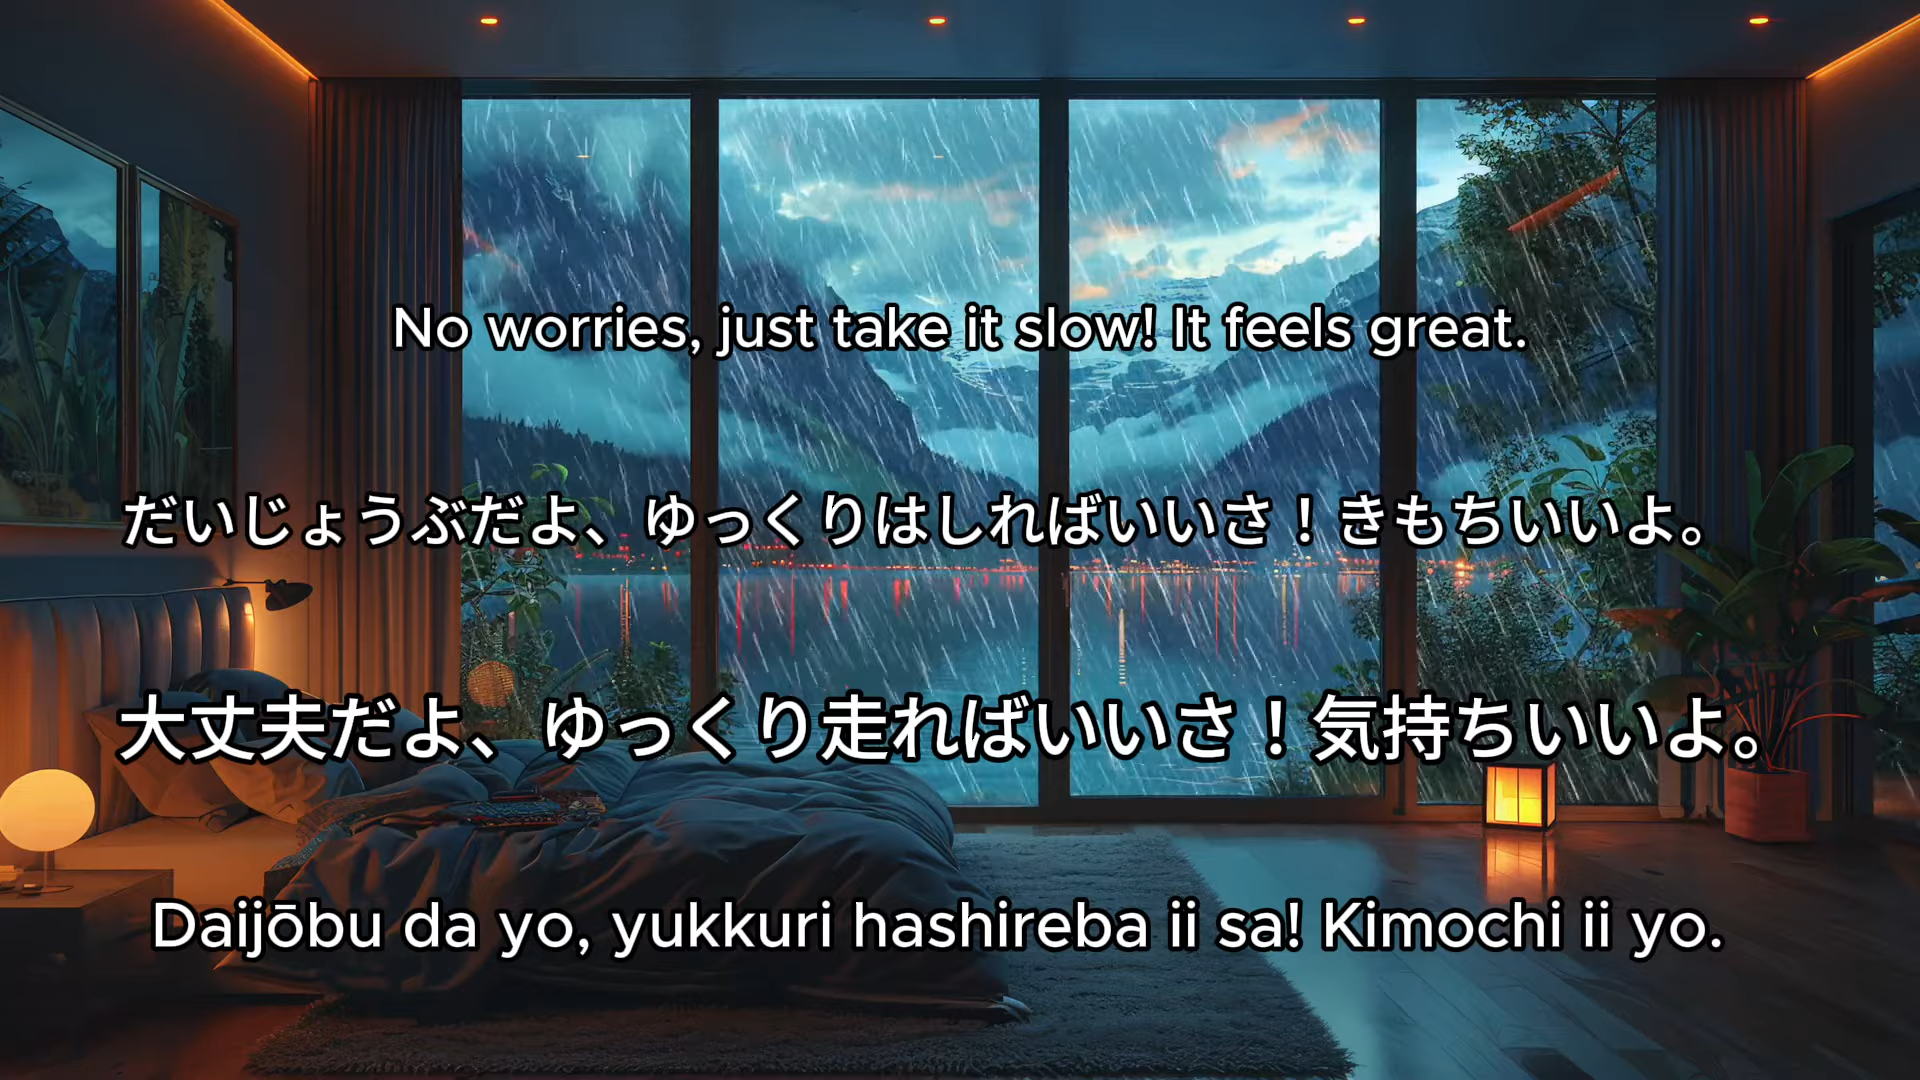 No worries, just take it slow! It feels great.
だいじょうぶだよ、ゆっくりはしればいいさ！きもちいいよ。
大丈夫だよ、ゆっくり走ればいいさ！気持ちいいよ。
Daijōbu da yo, yukkuri hashireba ii sa! Kimochi ii yo.